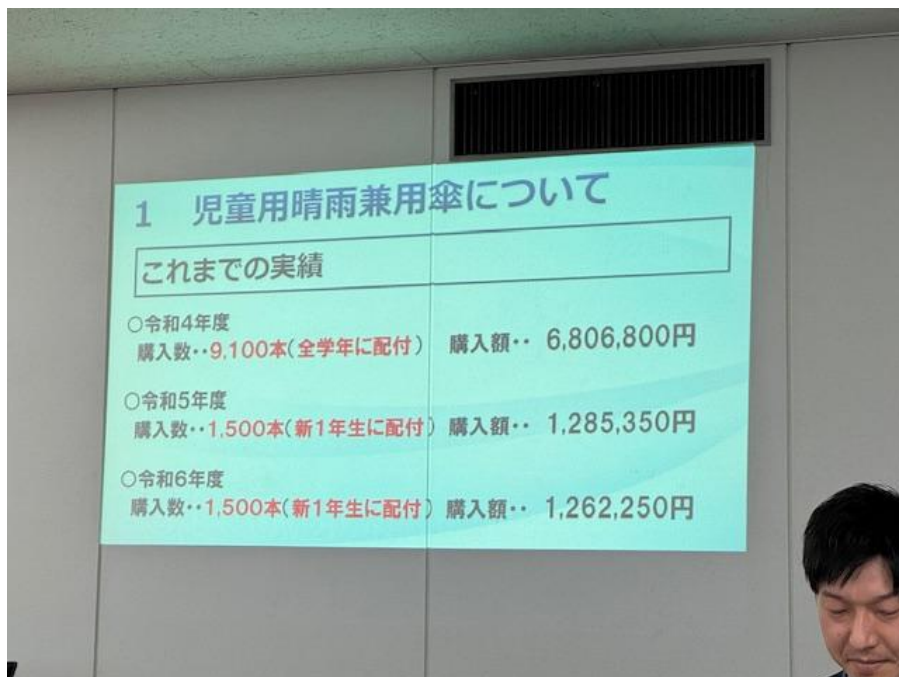 1 児童用晴雨兼用傘について
これまでの実績
○令和4年度
購入数‥9,100本(全学年に配付) 購入額‥ 6,806,800円
○令和5年度
購入数‥1,500本(新1年生に配付) 購入額‥ 1,285,350円
○令和6年度
購入数‥1,500本(新1年生に配付) 購入額‥ 1,262,250円